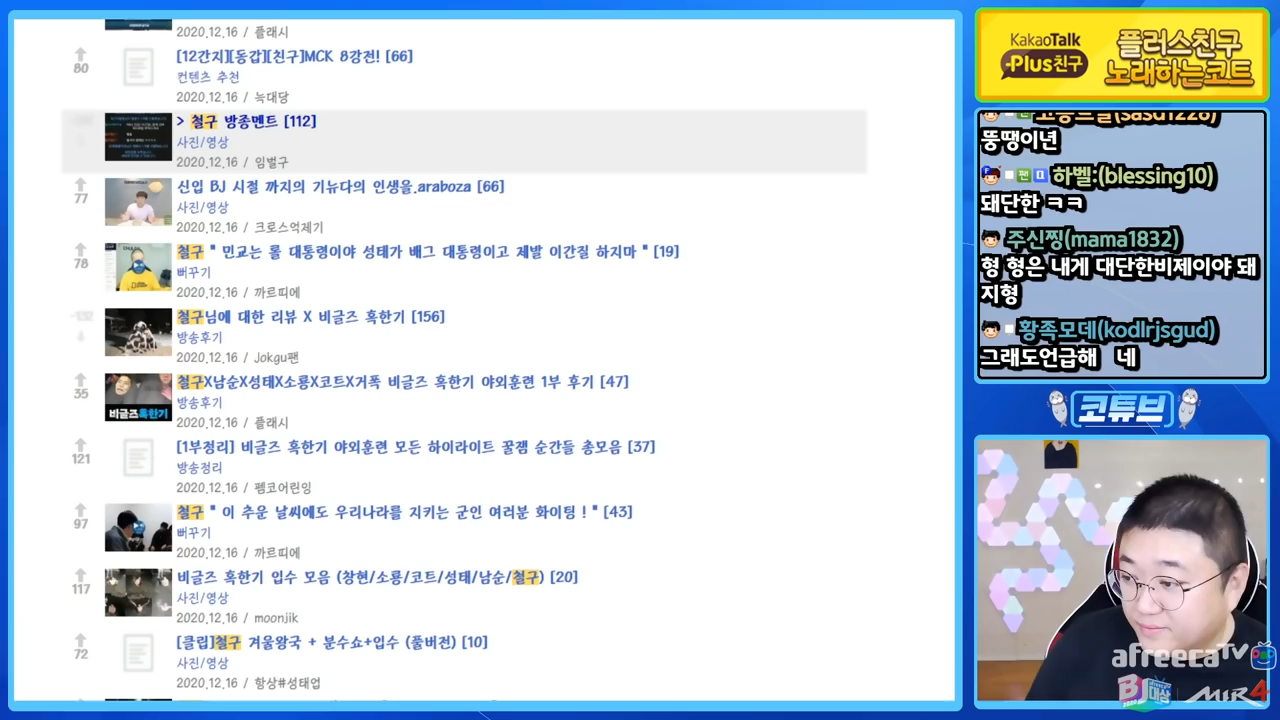 2020.12.16 / 플래시
80
[12간지][동갑][친구]MCK 8강전! [66]
컨텐츠 추천
2020.12.16 / 늑대당
> 철구 방종멘트 [112]
사진/영상
2020.12.16 / 임벌구
77
신입 BJ 시절 까지의 기뉴다의 인생을.araboza [66]
사진/영상
2020.12.16 / 크로스억체기
78
철구 " 민교는 롤 대통령이야 성태가 배그 대통령이고 제발 이간질 하지마 " [19]
뻐꾸기
2020.12.16 / 까르띠에
철구님에 대한 리뷰 X 비글즈 혹한기 [156]
방송후기
2020.12.16 / Jokgu팬
35
철구X남순X성태X소룡X코트X거폭 비글즈 혹한기 야외훈련 1부 후기 [47]
방송후기
2020.12.16 / 플래시
비글즈혹한기
121
[1부정리] 비글즈 혹한기 야외훈련 모든 하이라이트 꿀잼 순간들 총모음 [37]
방송정리
2020.12.16 / 펨코어린잉
97
철구 " 이 추운 날씨에도 우리나라를 지키는 군인 여러분 화이팅 ! " [43]
뻐꾸기
2020.12.16 / 까르띠에
117
비글즈 혹한기 입수 모음 (창현/소룡/코트/성태/남순/철구) [20]
사진/영상
2020.12.16 / moonjik
72
[클립]철구 겨울왕국 + 분수쇼+입수 (풀버전) [10]
사진/영상
2020.12.16 / 항상#성태업
KakaoTalk
Plus친구
플러스친구
노래하는코트
뚱땡이년
하벨:(blessing10)
돼단한 ㅋㅋ
주신찡(mama1832)
형 형은 내게 대단한비제이야 돼
지형
황족모데(kodlrjsgud)
그래도언급해 네
코튜브
afreecaTV
BJ대상 | MIR4